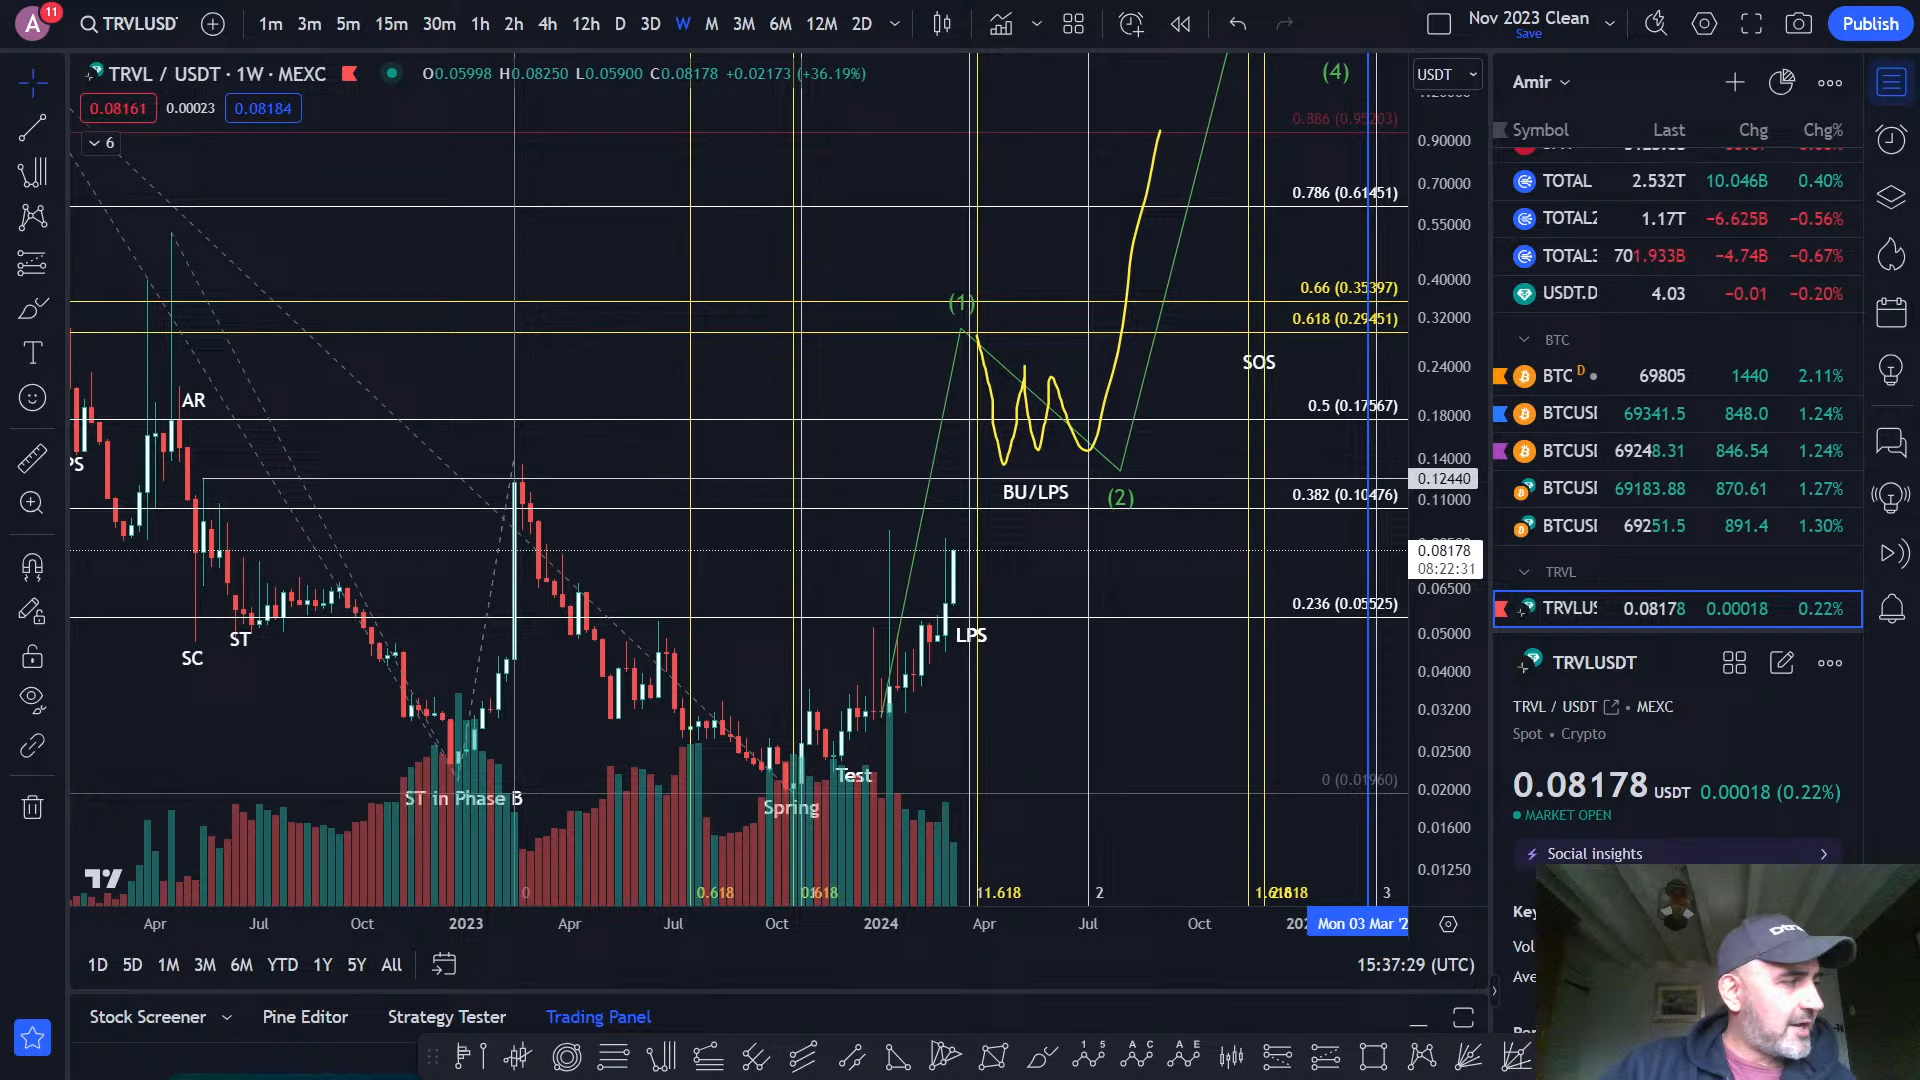 A
11
TRVLUSDT
1m 3m 5m 15m 30m 1h 2h 4h 12h D 3D W M 3M 6M 12M 2D
Nov 2023 Clean
Save
Publish
TRVL / USDT · 1W · MEXC
O0.05998 H0.08250 L0.05900 C0.08178 +0.02173 (+36.19%)
0.08161 0.00023 0.08184
6
USDT
(4)
0.886 (0.95203)
0.90000
0.786 (0.61451)
0.70000
0.55000
0.40000
0.66 (0.35397)
0.618 (0.29451)
0.32000
(1)
SOS
0.24000
AR
0.5 (0.17567)
0.18000
PS
0.14000
0.12440
BU/LPS
(2)
0.382 (0.10476)
0.11000
0.08178
08:22:31
0.06500
0.236 (0.05525)
0.05000
LPS
ST
SC
0.04000
0.03200
0.02500
Test
0 (0.01960)
0.02000
ST in Phase B
Spring
0.01600
0.01250
0 0.618 1.618 2 3
Apr Jul Oct 2023 Apr Jul Oct 2024 Apr Jul Oct Mon 03 Mar '2
1D 5D 1M 3M 6M YTD 1Y 5Y All
15:37:29 (UTC)
Stock Screener Pine Editor Strategy Tester Trading Panel
Amir
Symbol Last Chg Chg%
TOTAL 2.532T 10.046B 0.40%
TOTAL2 1.17T −6.625B −0.56%
TOTAL3 701.933B −4.74B −0.67%
USDT.D 4.03 −0.01 −0.20%
BTC
BTC D 69805 1440 2.11%
BTCUSI 69341.5 848.0 1.24%
BTCUSI 69248.31 846.54 1.24%
BTCUSI 69183.88 870.61 1.27%
BTCUSI 69251.5 891.4 1.30%
TRVL
TRVLUS 0.08178 0.00018 0.22%
TRVLUSDT
TRVL / USDT • MEXC
Spot • Crypto
0.08178 USDT 0.00018 (0.22%)
MARKET OPEN
Social insights
Key
Vol
Ave